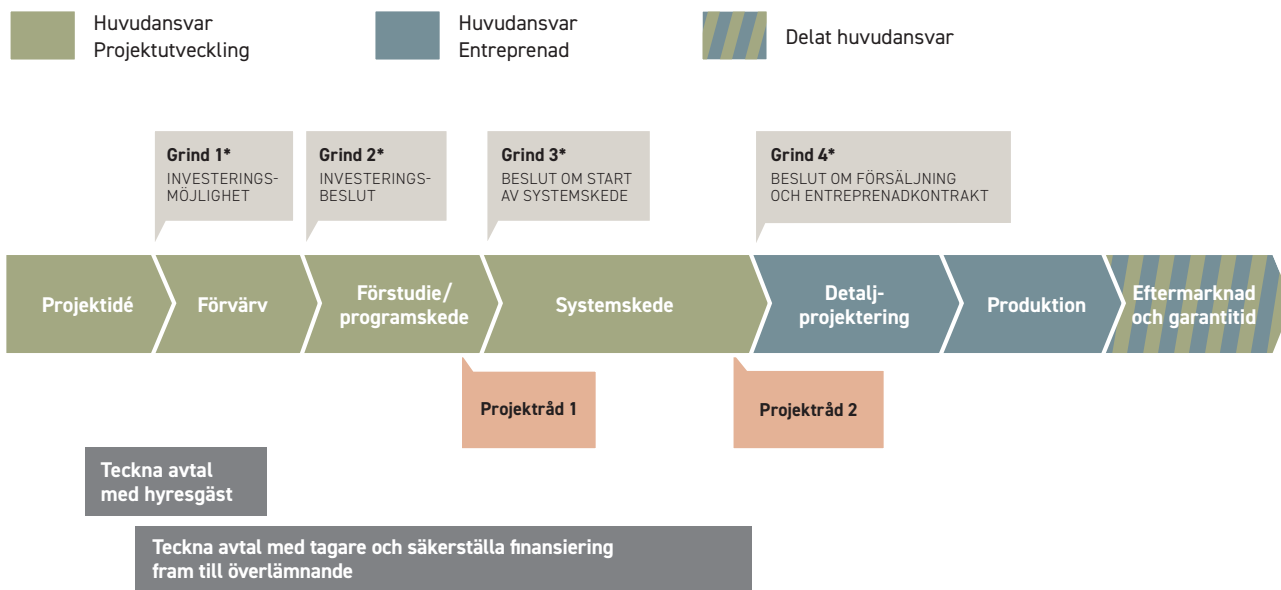 Huvudansvar
Projektutveckling
Huvudansvar
Entreprenad
Delat huvudansvar
Grind 1*
INVESTERINGS-
MÖJLIGHET
Grind 2*
INVESTERINGS-
BESLUT
Grind 3*
BESLUT OM START
AV SYSTEMSKEDE
Grind 4*
BESLUT OM FÖRSÄLJNING
OCH ENTREPRENADKONTRAKT
Projektidé
Förvärv
Förstudie/
programskede
Systemskede
Detalj-
projektering
Produktion
Eftermarknad
och garantitid
Projektråd 1
Projektråd 2
Teckna avtal
med hyresgäst
Teckna avtal med tagare och säkerställa finansiering
fram till överlämnande